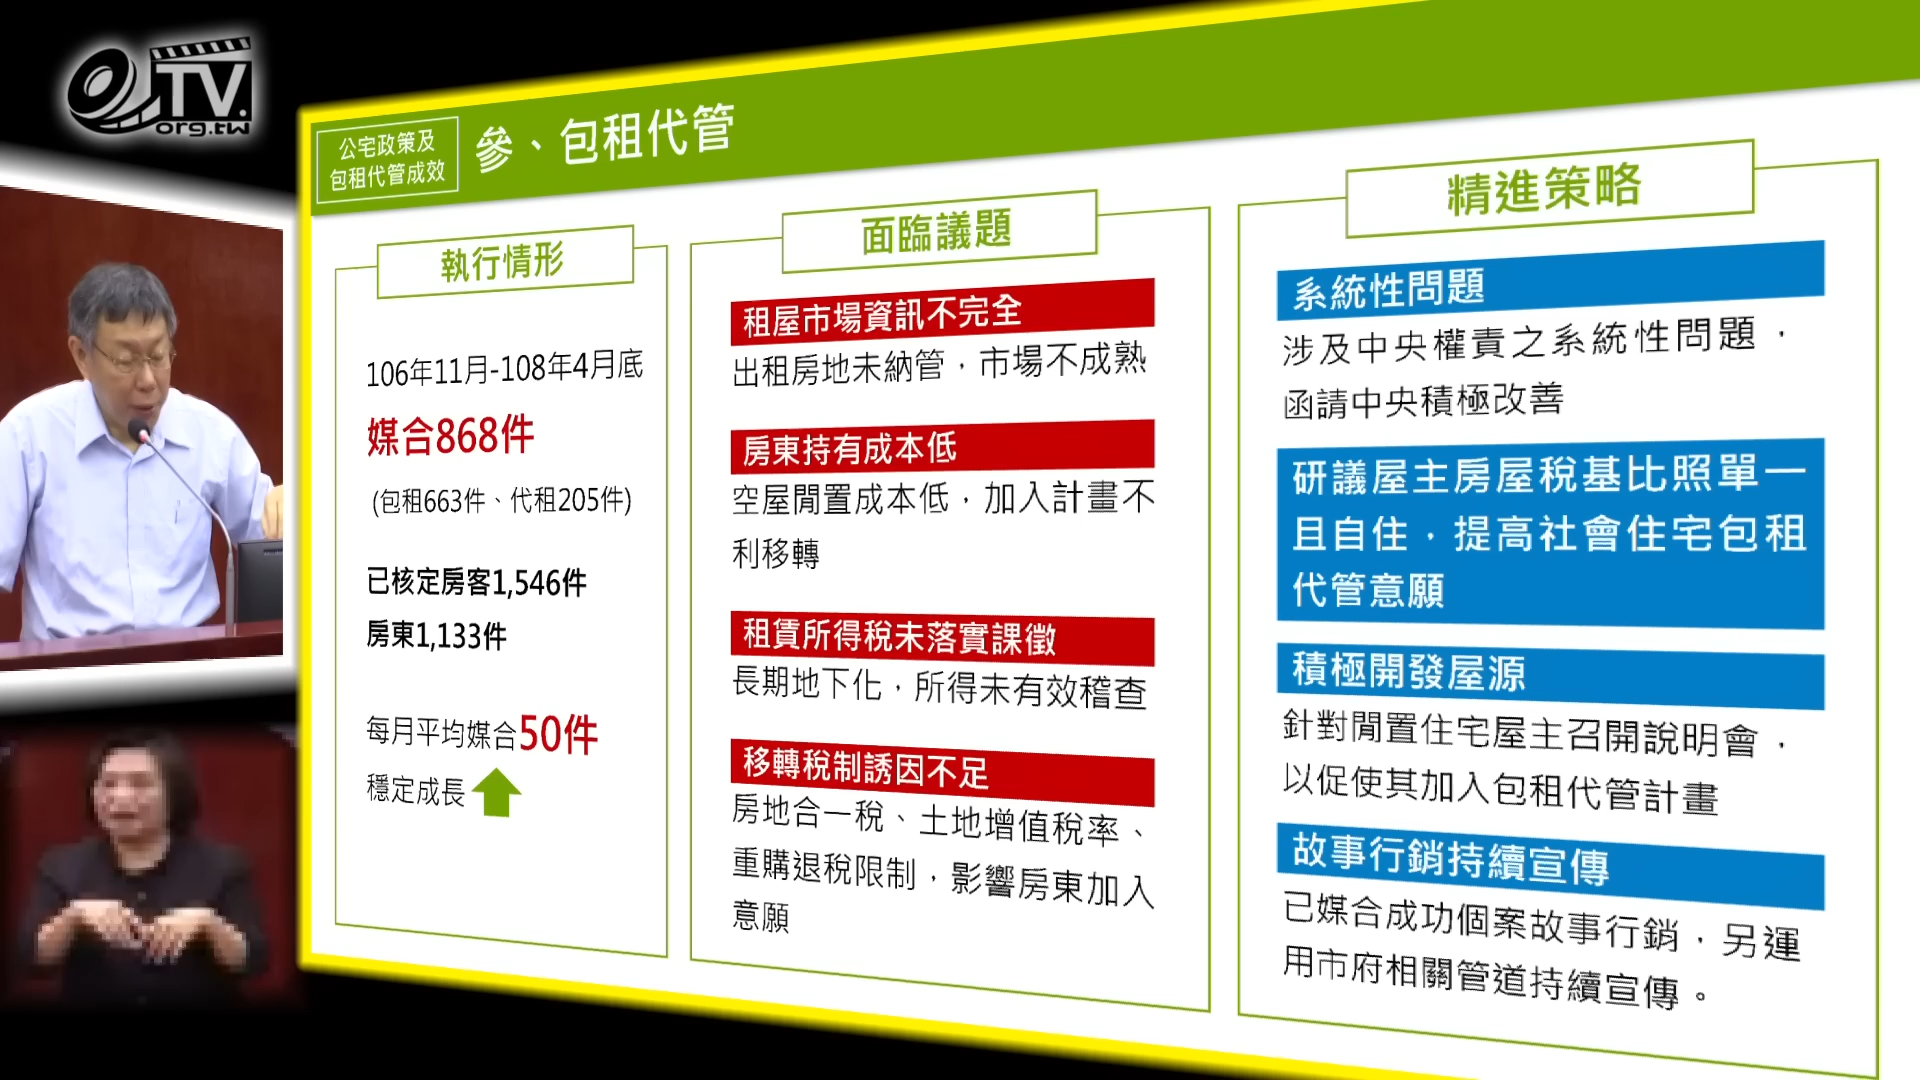 TV.
org.tw
公宅政策及
包租代管成效
參、包租代管
執行情形
106年11月-108年4月底
媒合868件
(包租663件、代租205件)
已核定房客1,546件
房東1,133件
每月平均媒合50件
穩定成長
面臨議題
租屋市場資訊不完全
出租房地未納管，市場不成熟
房東持有成本低
空屋閒置成本低，加入計畫不
利移轉
租賃所得稅未落實課徵
長期地下化，所得未有效稽查
移轉稅制誘因不足
房地合一稅、土地增值稅率、
重購退稅限制，影響房東加入
意願
精進策略
系統性問題
涉及中央權責之系統性問題，
函請中央積極改善
研議屋主房屋稅基比照單一
且自住，提高社會住宅包租
代管意願
積極開發屋源
針對閒置住宅屋主召開說明會，
以促使其加入包租代管計畫
故事行銷持續宣傳
已媒合成功個案故事行銷，另運
用市府相關管道持續宣傳。